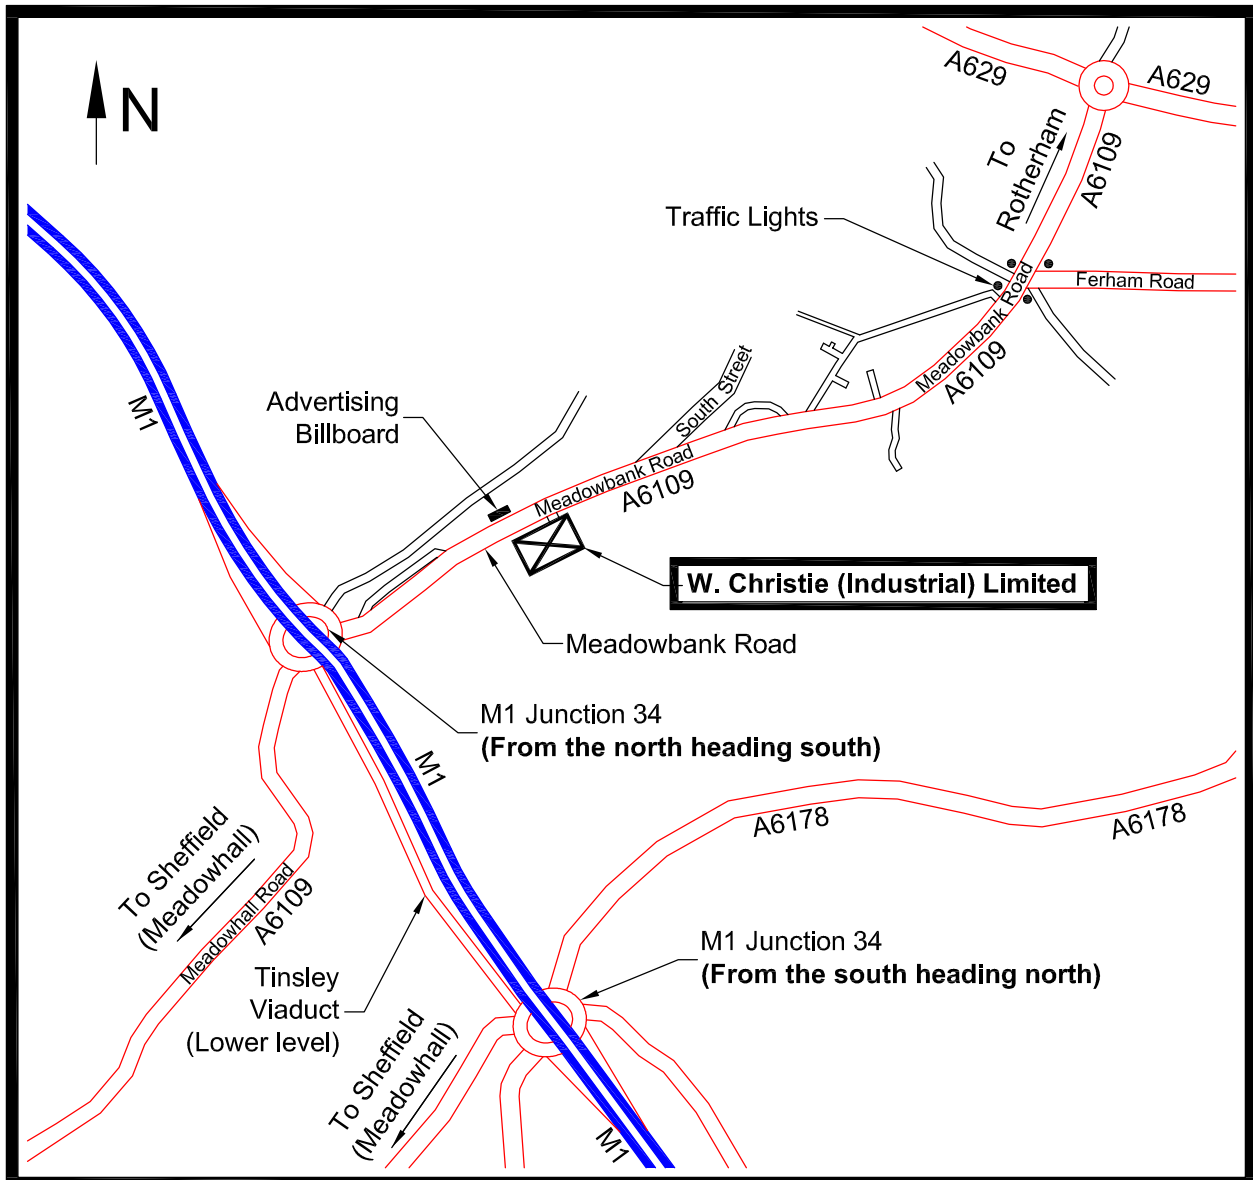 A629
A629
N
To
Rotherham
A6109
Traffic Lights
Ferham Road
Meadowbank Road
A6109
South Street
M1
Advertising
Billboard
Meadowbank Road
A6109
W. Christie (Industrial) Limited
Meadowbank Road
M1 Junction 34
(From the north heading south)
M1
A6178
A6178
To Sheffield
(Meadowhall)
Meadowhall Road
A6109
M1 Junction 34
(From the south heading north)
Tinsley
Viaduct
(Lower level)
To Sheffield
(Meadowhall)
M1